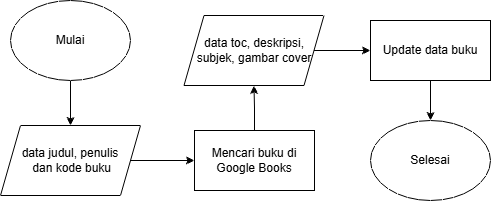 Mulai
data judul, penulis
dan kode buku
Mencari buku di
Google Books
data toc, deskripsi,
subjek, gambar cover
Update data buku
Selesai